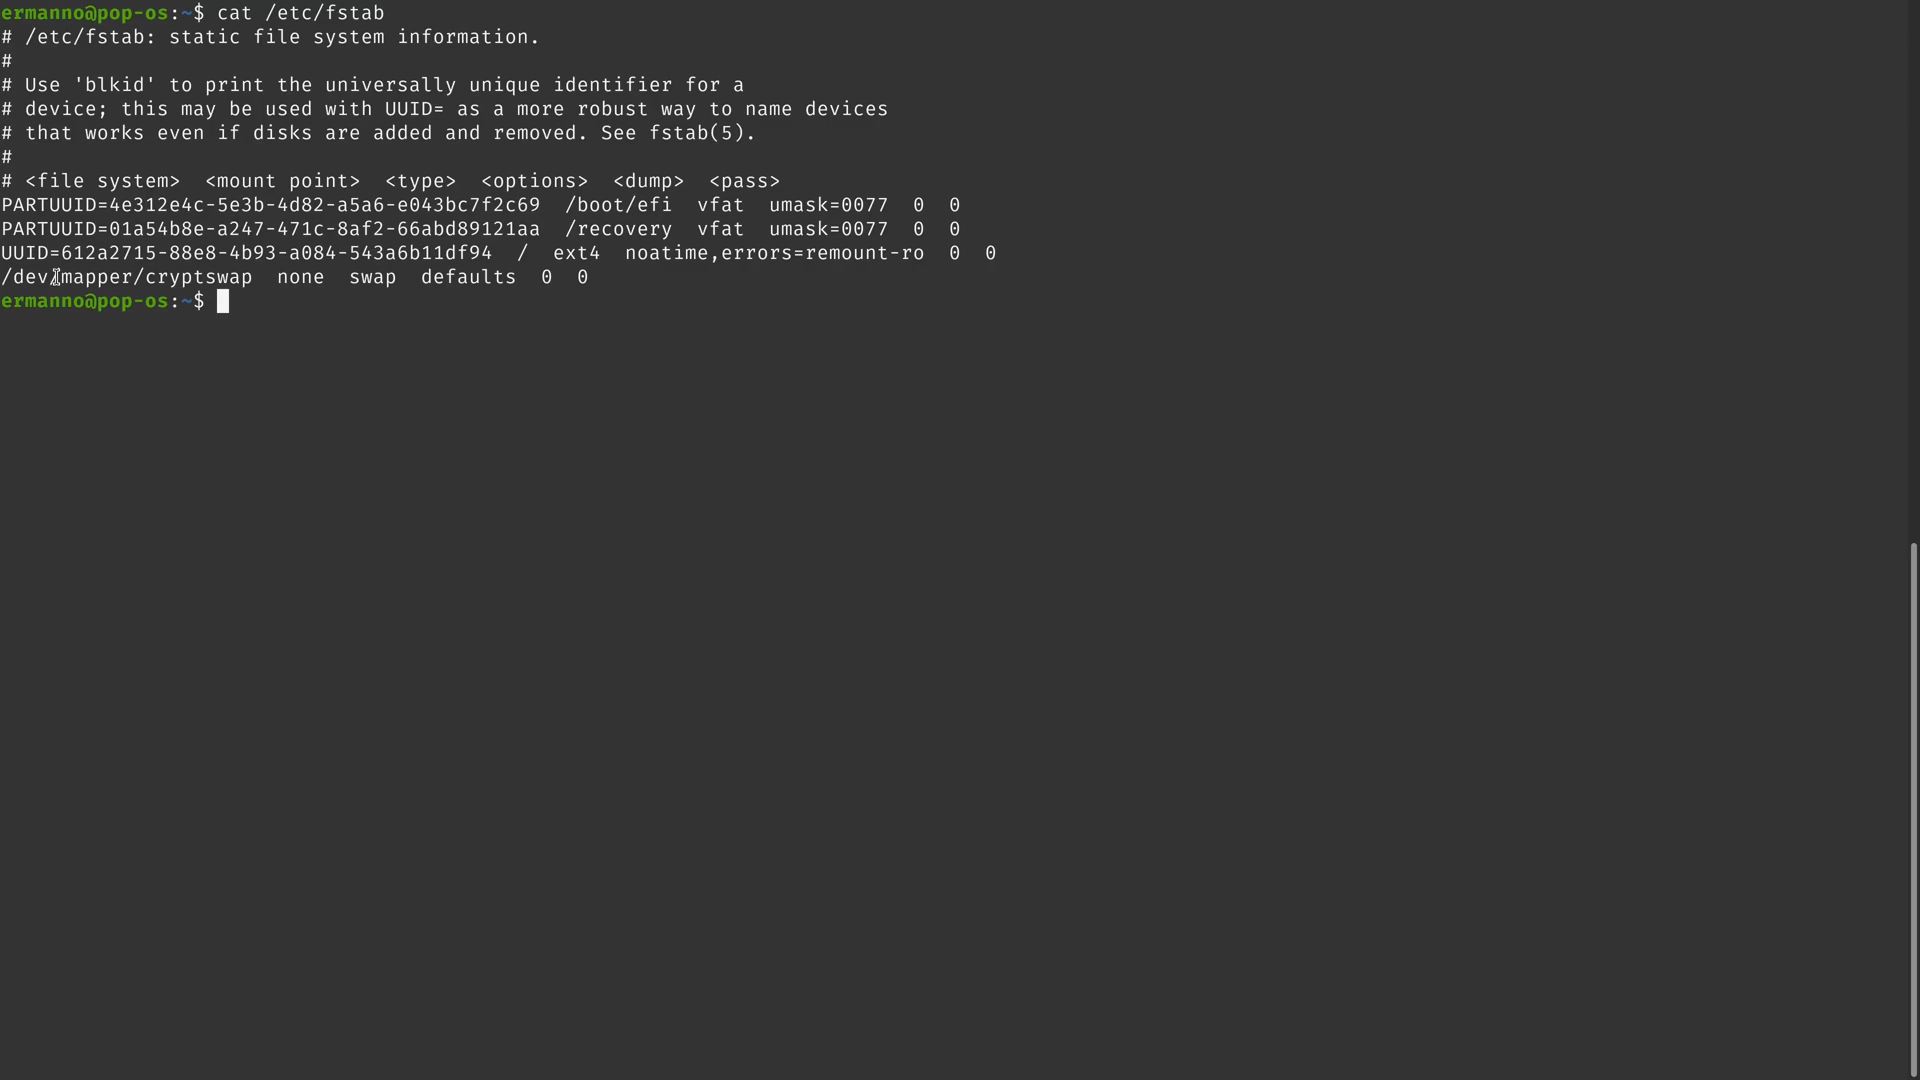 ermanno@pop-os:~$ cat /etc/fstab
# /etc/fstab: static file system information.
#
# Use 'blkid' to print the universally unique identifier for a
# device; this may be used with UUID= as a more robust way to name devices
# that works even if disks are added and removed. See fstab(5).
#
# <file system>  <mount point>  <type>  <options>  <dump>  <pass>
PARTUUID=4e312e4c-5e3b-4d82-a5a6-e043bc7f2c69  /boot/efi  vfat  umask=0077  0  0
PARTUUID=01a54b8e-a247-471c-8af2-66abd89121aa  /recovery  vfat  umask=0077  0  0
UUID=612a2715-88e8-4b93-a084-543a6b11df94  /  ext4  noatime,errors=remount-ro  0  0
/dev/mapper/cryptswap  none  swap  defaults  0  0
ermanno@pop-os:~$